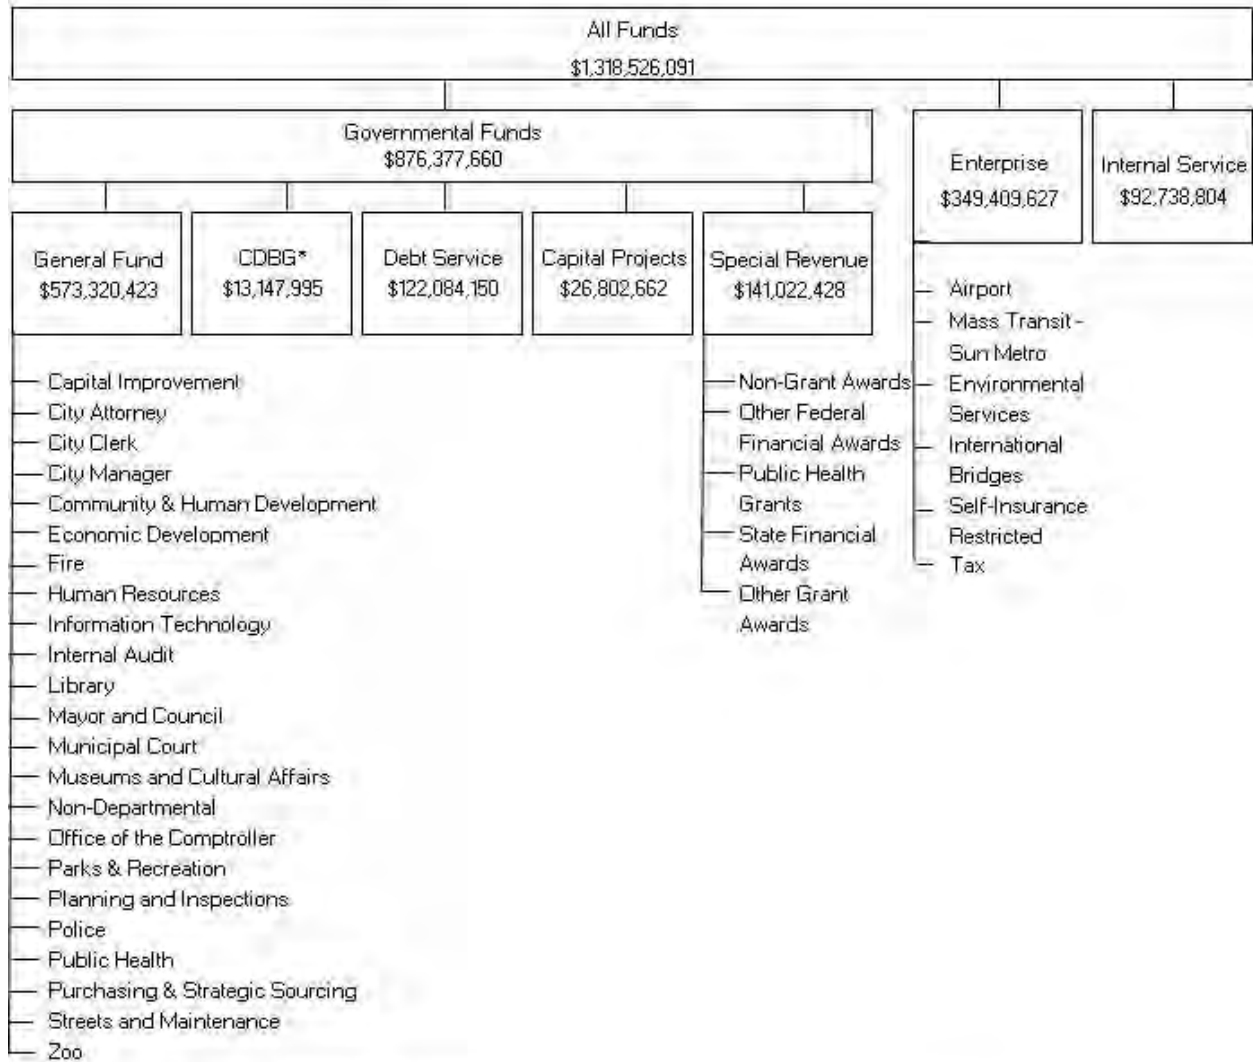 All Funds
$1,318,526,091
Governmental Funds
$876,377,660
Enterprise
$349,409,627
Internal Service
$92,738,804
General Fund
$573,320,423
CDBG*
$13,147,995
Debt Service
$122,084,150
Capital Projects
$26,802,662
Special Revenue
$141,022,428
Capital Improvement
City Attorney
City Clerk
City Manager
Community & Human Development
Economic Development
Fire
Human Resources
Information Technology
Internal Audit
Library
Mayor and Council
Municipal Court
Museums and Cultural Affairs
Non-Departmental
Office of the Comptroller
Parks & Recreation
Planning and Inspections
Police
Public Health
Purchasing & Strategic Sourcing
Streets and Maintenance
Zoo
Non-Grant Awards
Other Federal
Financial Awards
Public Health
Grants
State Financial
Awards
Other Grant
Awards
Airport
Mass Transit -
Sun Metro
Environmental
Services
International
Bridges
Self-Insurance
Restricted
Tax